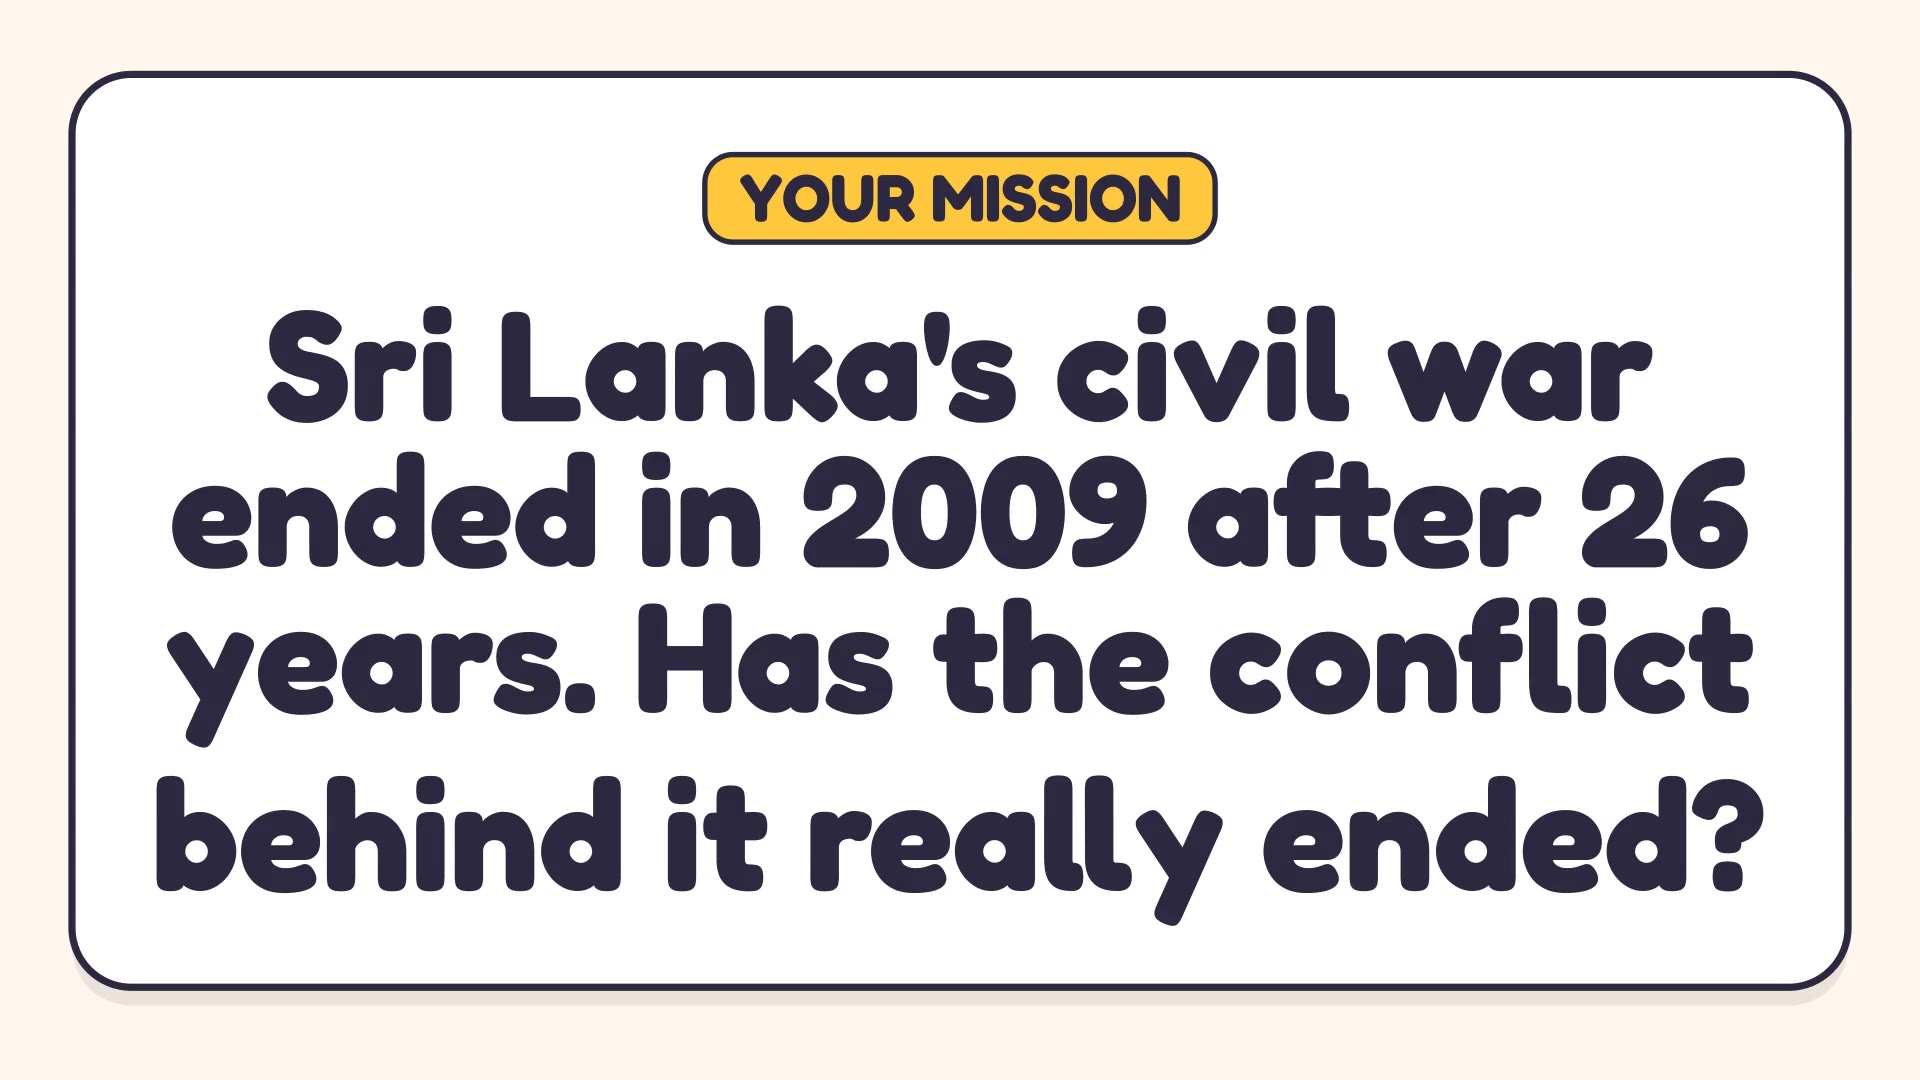 YOUR MISSION
Sri Lanka's civil war
ended in 2009 after 26
years. Has the conflict
behind it really ended?